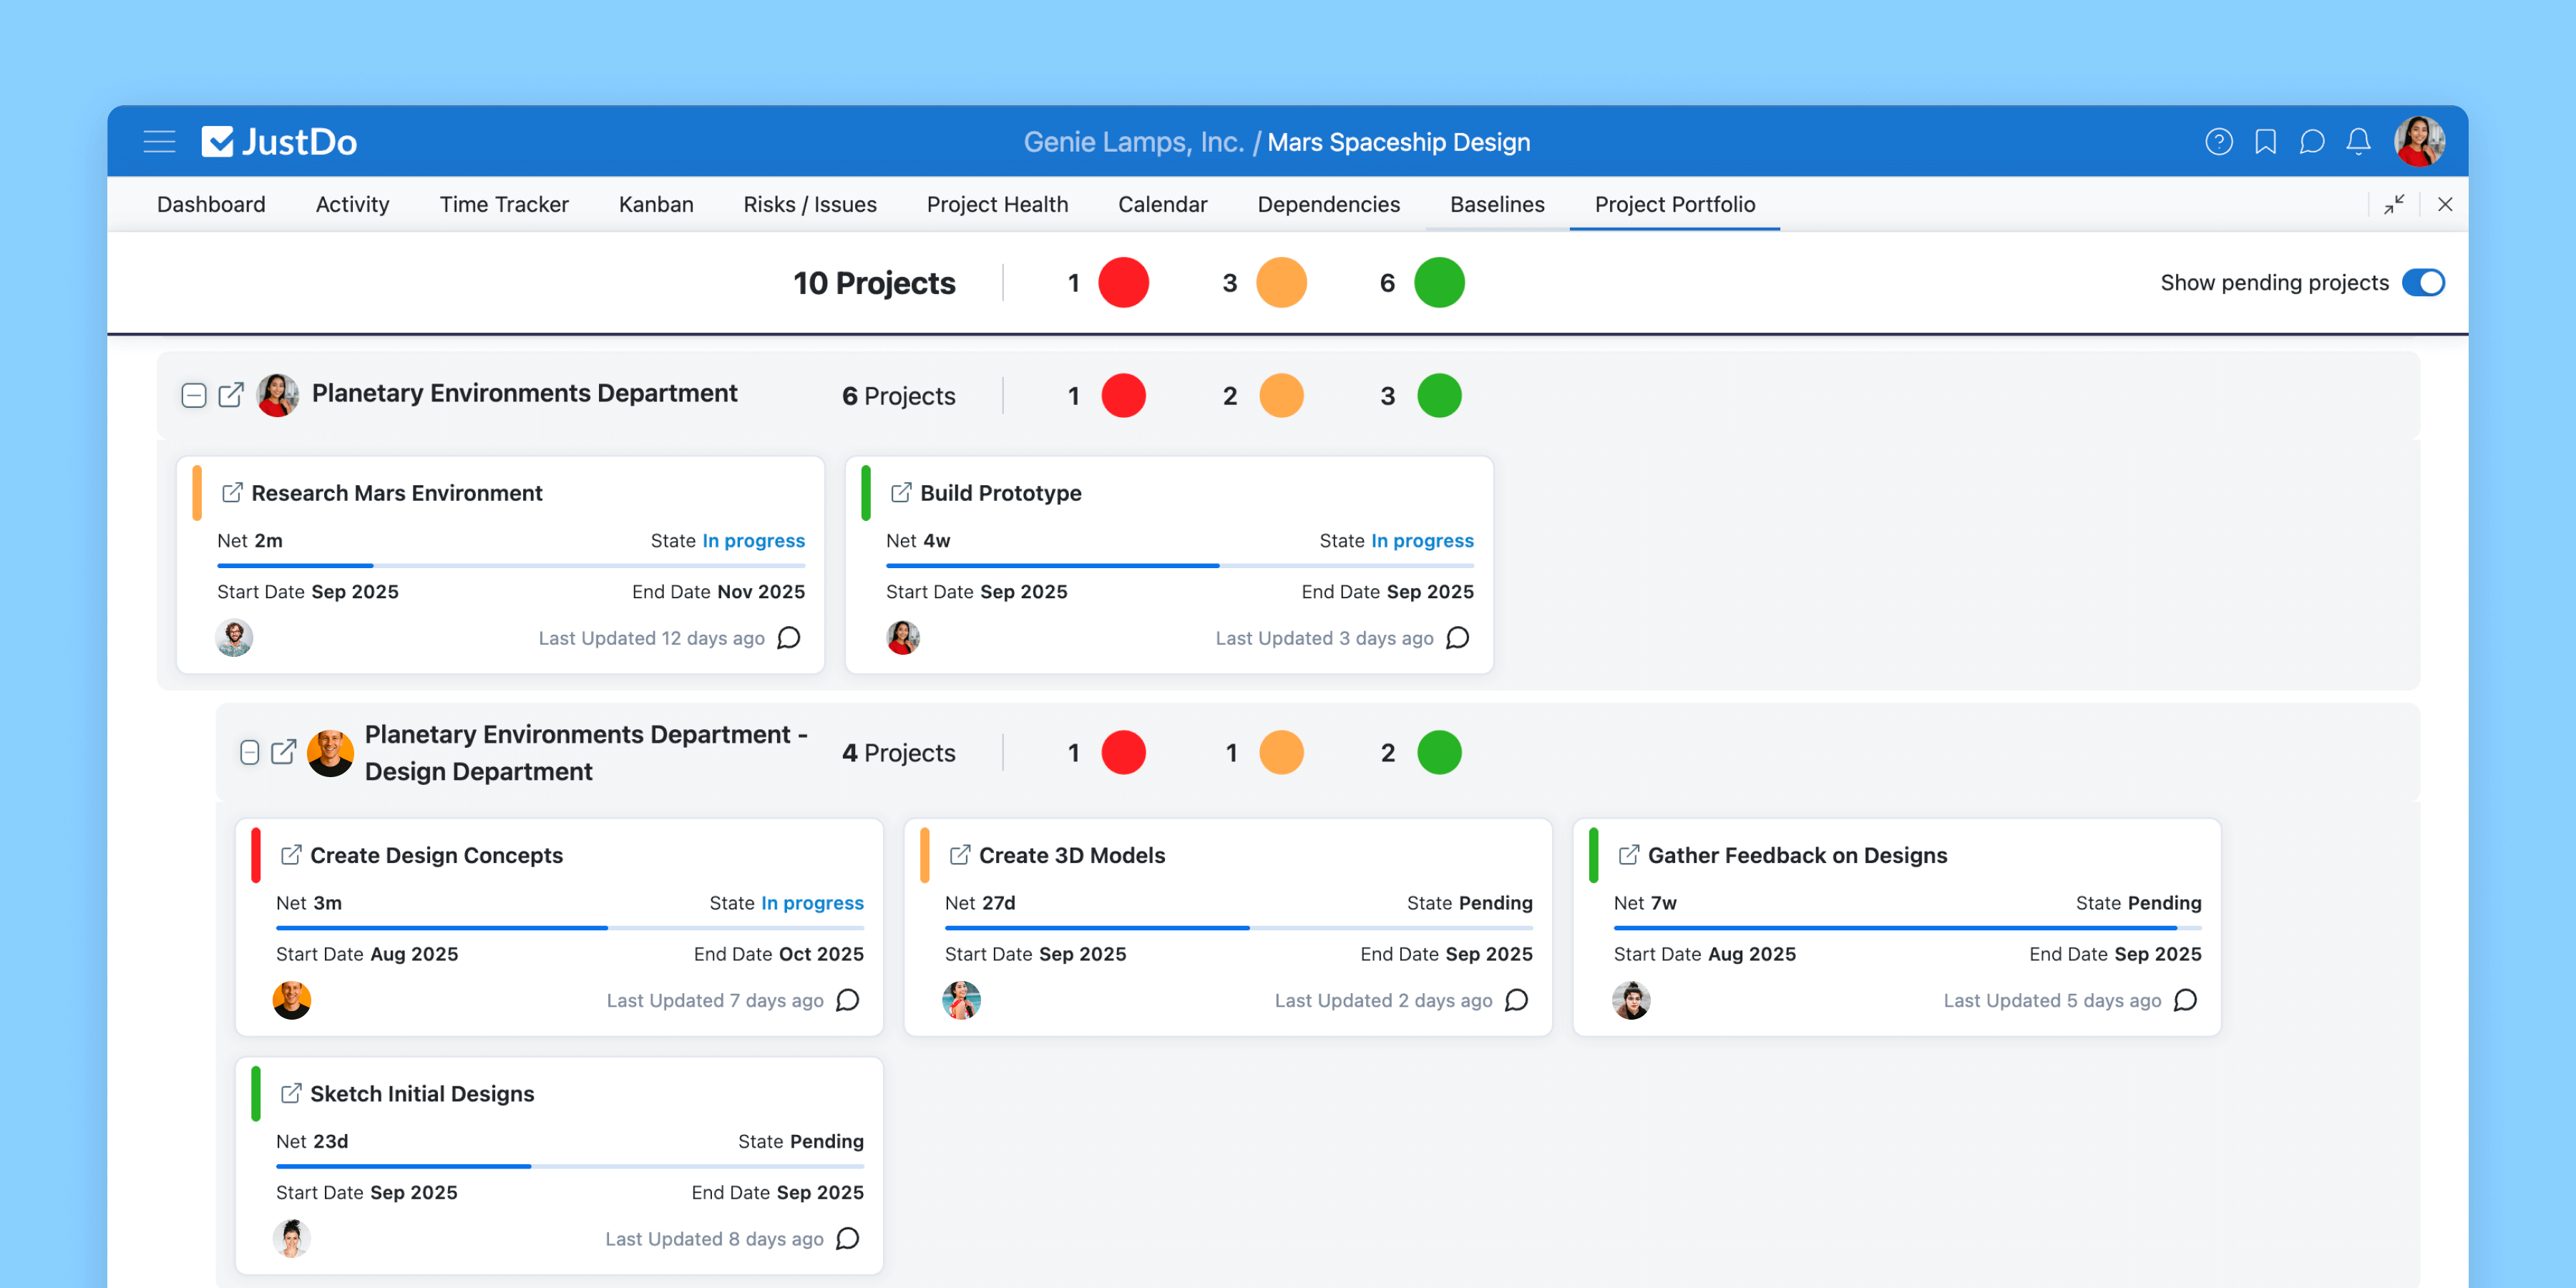 JustDo
Genie Lamps, Inc. / Mars Spaceship Design
Dashboard Activity Time Tracker Kanban Risks / Issues Project Health Calendar Dependencies Baselines Project Portfolio
10 Projects 1 3 6 Show pending projects
Planetary Environments Department 6 Projects 1 2 3
Research Mars Environment
Net 2m State In progress
Start Date Sep 2025 End Date Nov 2025
Last Updated 12 days ago
Build Prototype
Net 4w State In progress
Start Date Sep 2025 End Date Sep 2025
Last Updated 3 days ago
Planetary Environments Department -
Design Department
4 Projects 1 1 2
Create Design Concepts
Net 3m State In progress
Start Date Aug 2025 End Date Oct 2025
Last Updated 7 days ago
Create 3D Models
Net 27d State Pending
Start Date Sep 2025 End Date Sep 2025
Last Updated 2 days ago
Gather Feedback on Designs
Net 7w State Pending
Start Date Aug 2025 End Date Sep 2025
Last Updated 5 days ago
Sketch Initial Designs
Net 23d State Pending
Start Date Sep 2025 End Date Sep 2025
Last Updated 8 days ago